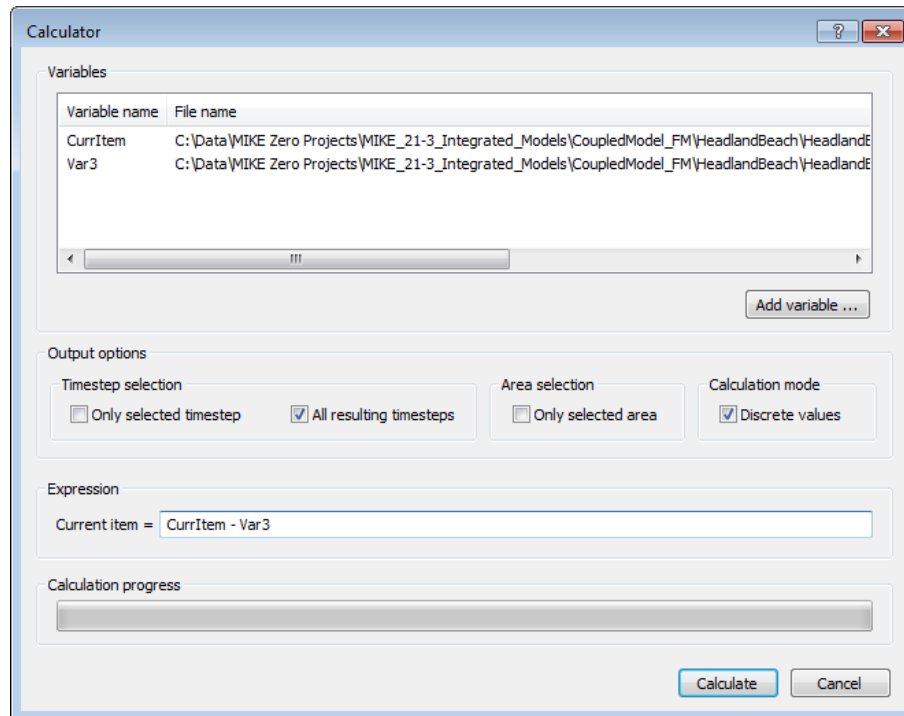 Calculator
Variables
Variable name File name
CurrItem C:\Data\MIKE Zero Projects\MIKE_21-3_Integrated_Models\CoupledModel_FM\HeadlandBeach\HeadlandB
Var3 C:\Data\MIKE Zero Projects\MIKE_21-3_Integrated_Models\CoupledModel_FM\HeadlandBeach\HeadlandB
Add variable ...
Output options
Timestep selection Area selection Calculation mode
Only selected timestep All resulting timesteps Only selected area Discrete values
Expression
Current item = CurrItem - Var3
Calculation progress
Calculate Cancel